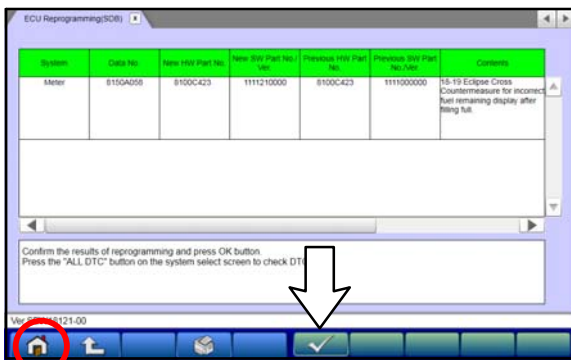 ECU Reprogramming(SDB)
System Data No. New HW Part No. New SW Part No./ Ver. Previous HW Part No. Previous SW Part No./Ver. Contents
Meter 8150A058 8100C423 1111210000 8100C423 1111000000 18-19 Eclipse Cross
Countermeasure for incorrect
fuel remaining display after
filling full.
Confirm the results of reprogramming and press OK button.
Press the "ALL DTC" button on the system select screen to check